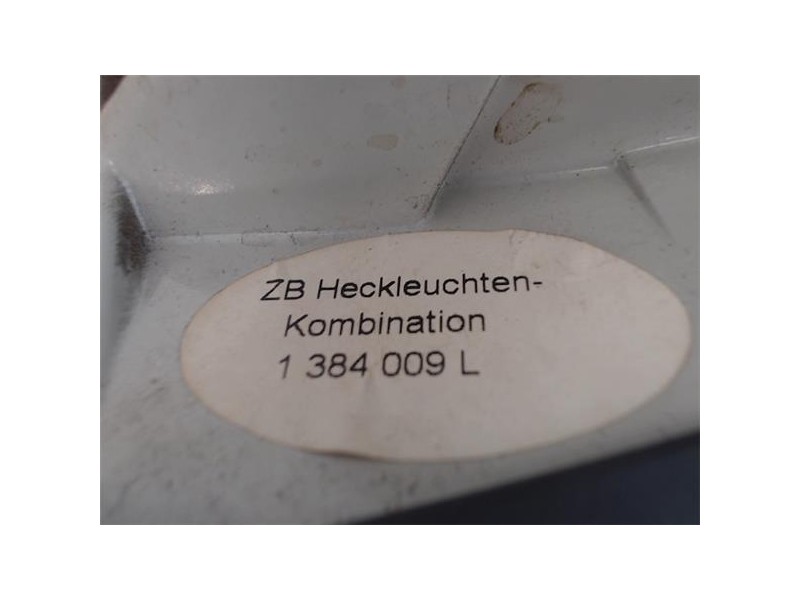 ZB Heckleuchten-
Kombination
1 384 009 L